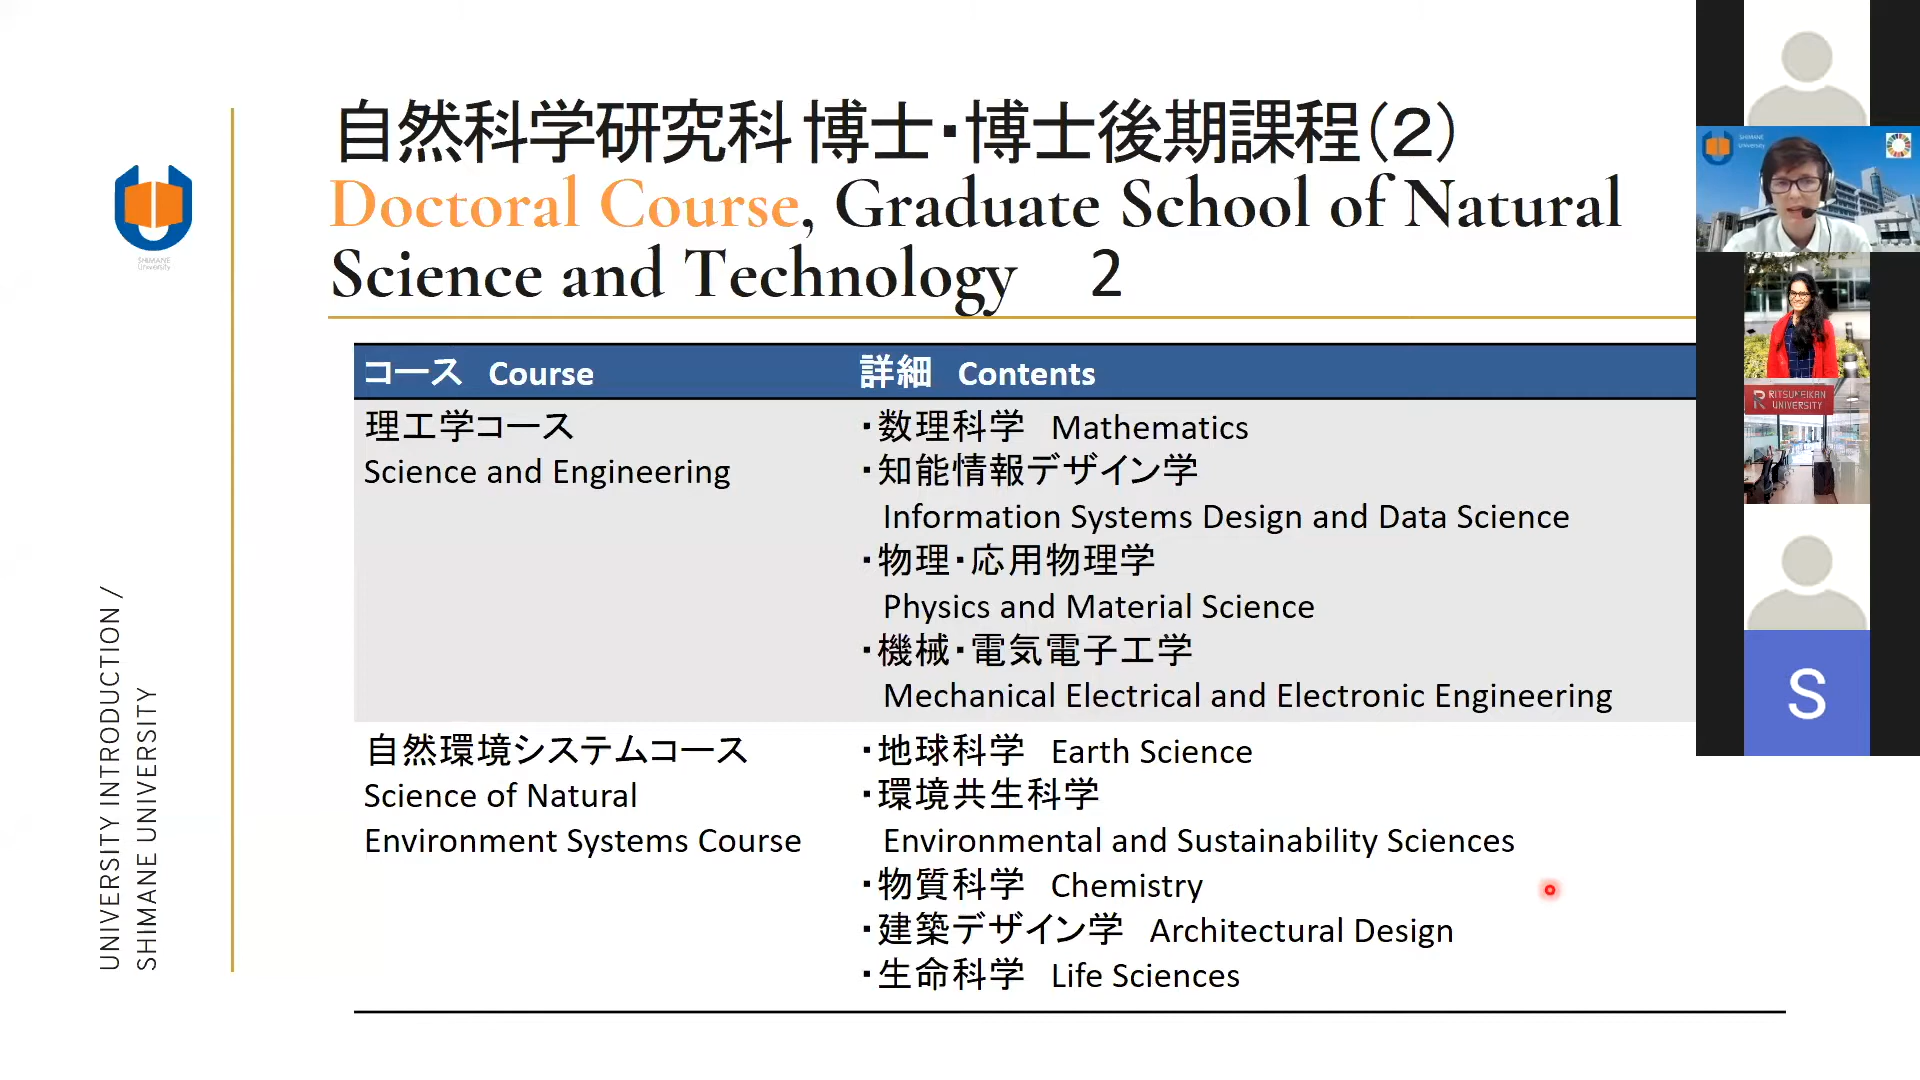 自然科学研究科 博士・博士後期課程（２）
Doctoral Course, Graduate School of Natural
Science and Technology 2
コース Course
詳細 Contents
理工学コース
Science and Engineering
・数理科学 Mathematics
・知能情報デザイン学
Information Systems Design and Data Science
・物理・応用物理学
Physics and Material Science
・機械・電気電子工学
Mechanical Electrical and Electronic Engineering
自然環境システムコース
Science of Natural
Environment Systems Course
・地球科学 Earth Science
・環境共生科学
Environmental and Sustainability Sciences
・物質科学 Chemistry
・建築デザイン学 Architectural Design
・生命科学 Life Sciences
SHIMANE
University
UNIVERSITY INTRODUCTION /
SHIMANE UNIVERSITY
SHIMANE
University
R RITSUMEIKAN
UNIVERSITY
S